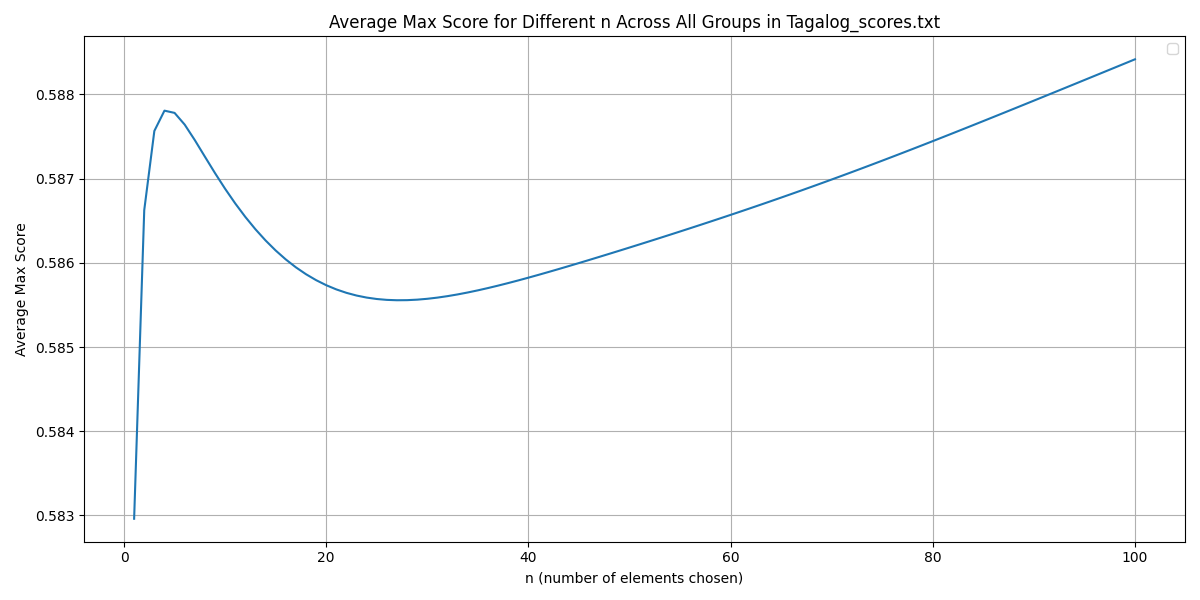 Average Max Score for Different n Across All Groups in Tagalog_scores.txt
0.588
0.587
0.586
0.585
0.584
0.583
Average Max Score
0 20 40 60 80 100
n (number of elements chosen)